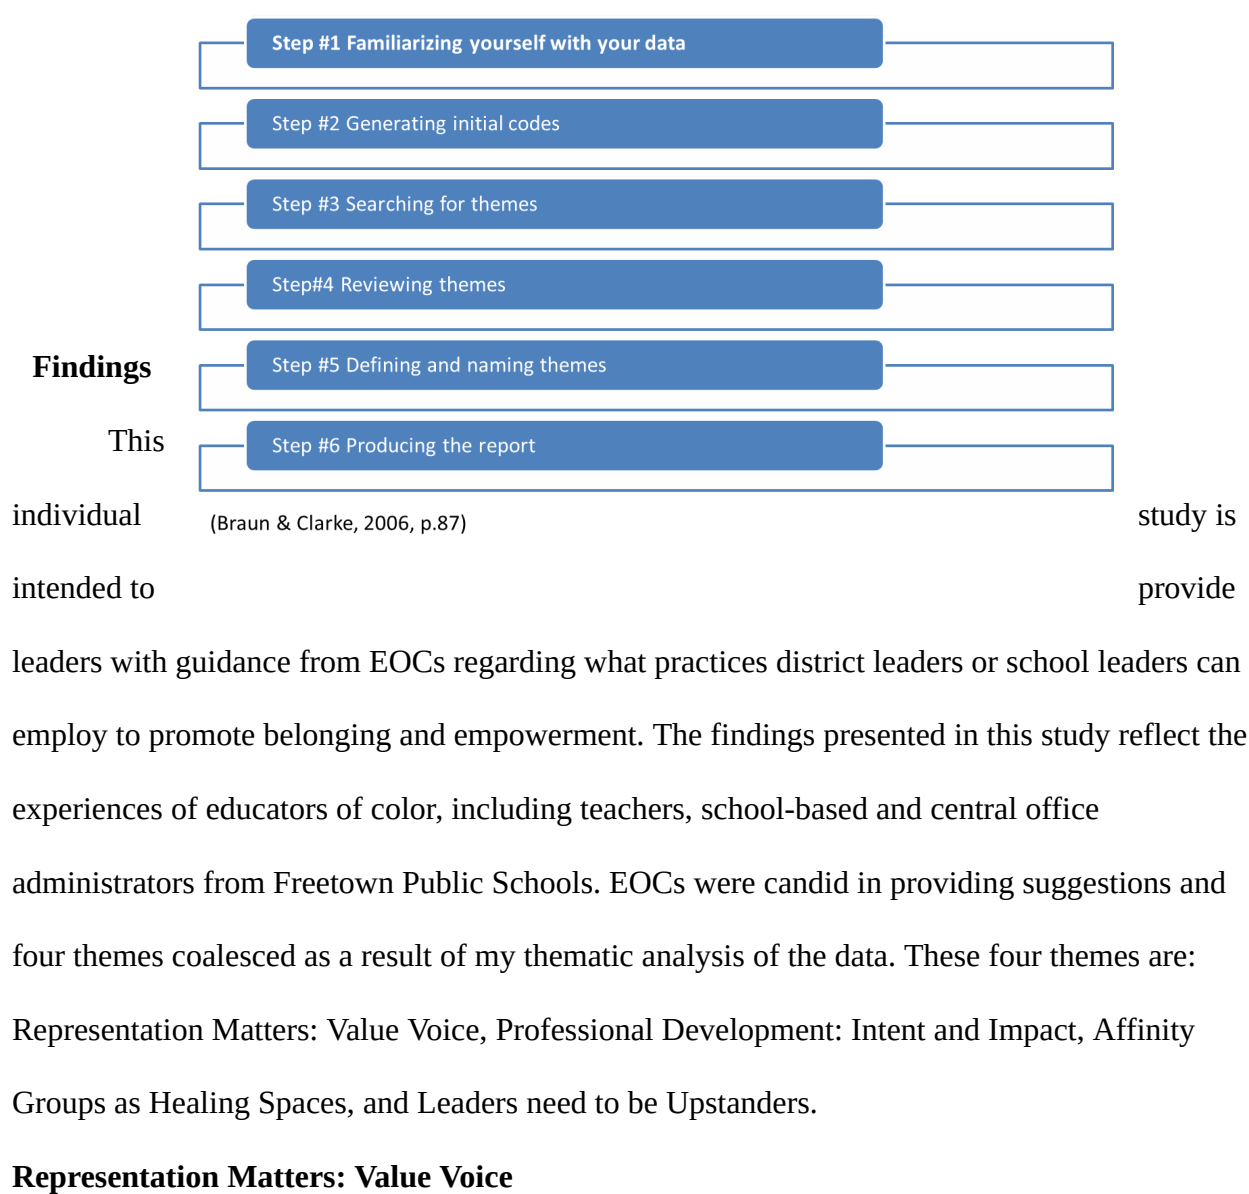 Step #1 Familiarizing yourself with your data
Step #2 Generating initial codes
Step #3 Searching for themes
Step#4 Reviewing themes
Step #5 Defining and naming themes
Step #6 Producing the report
(Braun & Clarke, 2006, p.87)
Findings
This
individual study is
intended to provide
leaders with guidance from EOCs regarding what practices district leaders or school leaders can
employ to promote belonging and empowerment. The findings presented in this study reflect the
experiences of educators of color, including teachers, school-based and central office
administrators from Freetown Public Schools. EOCs were candid in providing suggestions and
four themes coalesced as a result of my thematic analysis of the data. These four themes are:
Representation Matters: Value Voice, Professional Development: Intent and Impact, Affinity
Groups as Healing Spaces, and Leaders need to be Upstanders.
Representation Matters: Value Voice